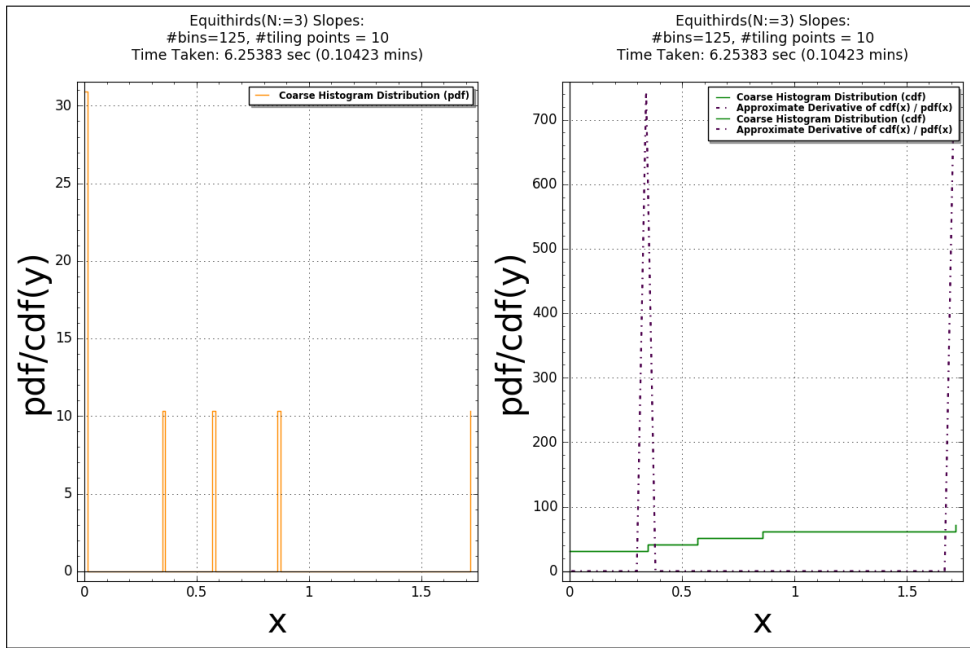 Equithirds(N:=3) Slopes:
#bins=125, #tiling points = 10
Time Taken: 6.25383 sec (0.10423 mins)
Coarse Histogram Distribution (pdf)
30
25
20
15
10
5
0
0
0.5
1
1.5
pdf/cdf(y)
x
Equithirds(N:=3) Slopes:
#bins=125, #tiling points = 10
Time Taken: 6.25383 sec (0.10423 mins)
Coarse Histogram Distribution (cdf)
Approximate Derivative of cdf(x) / pdf(x)
Coarse Histogram Distribution (cdf)
Approximate Derivative of cdf(x) / pdf(x)
700
600
500
400
300
200
100
0
0
0.5
1
1.5
pdf/cdf(y)
x